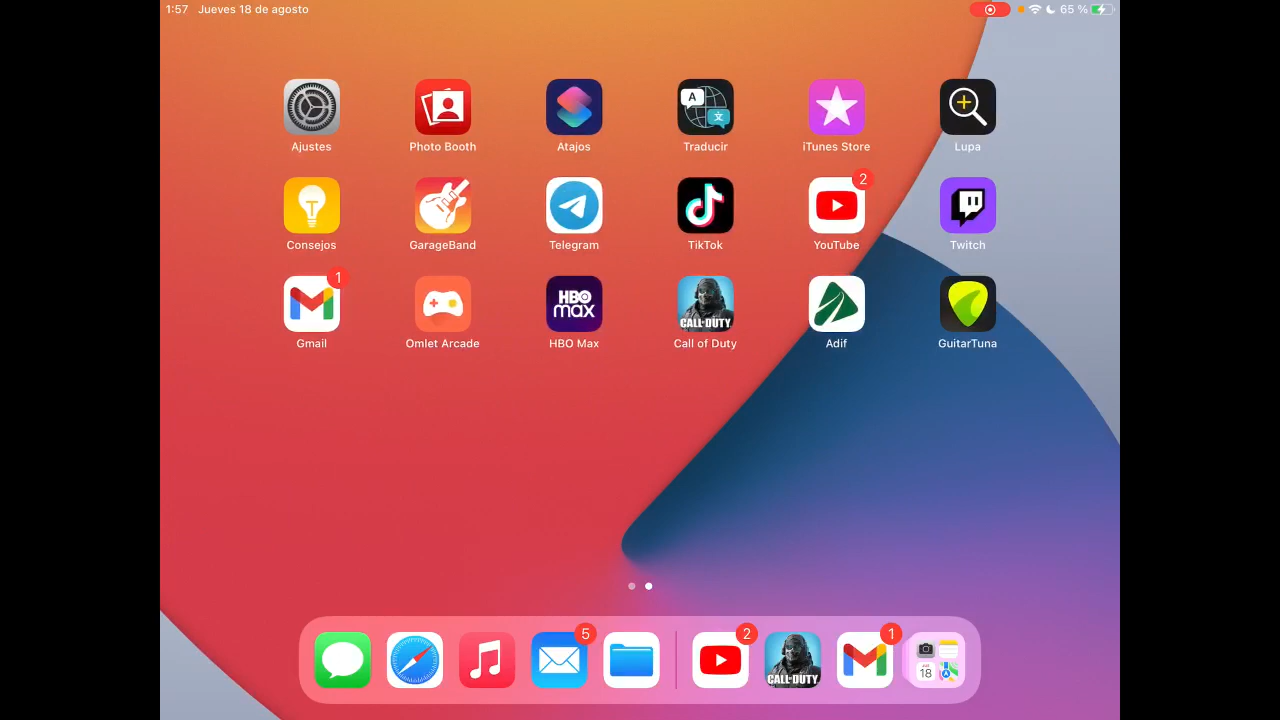 1:57 Jueves 18 de agosto 65 %
Ajustes Photo Booth Atajos Traducir iTunes Store Lupa
2
Consejos GarageBand Telegram TikTok YouTube Twitch
1
HBO
max
CALL OF DUTY
Gmail Omlet Arcade HBO Max Call of Duty Adif GuitarTuna
5 2 1
CALL OF DUTY
18